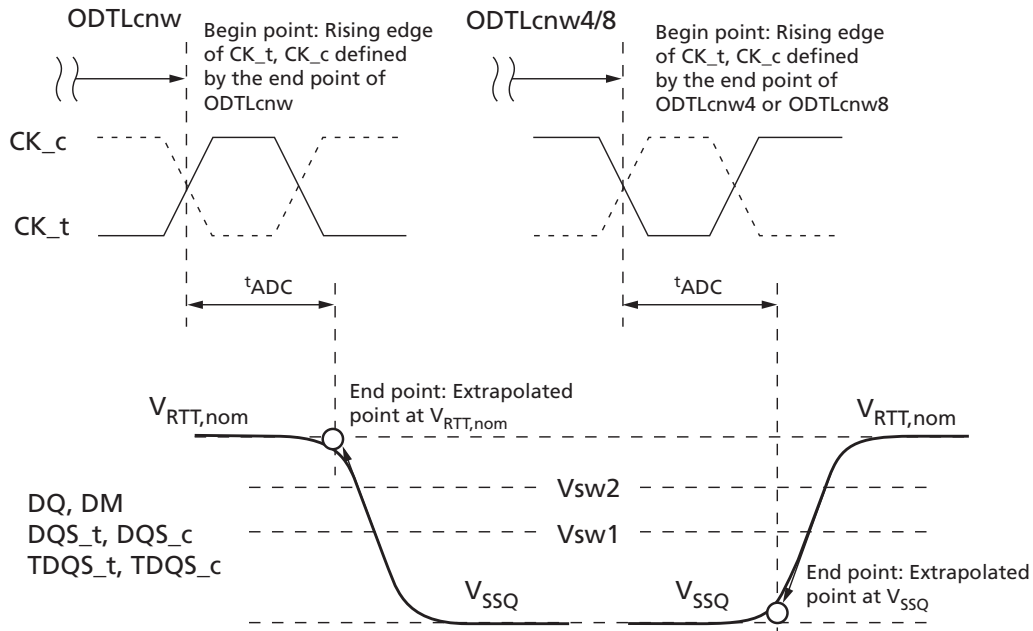 ODTLcnw
Begin point: Rising edge
of CK_t, CK_c defined
by the end point of
ODTLcnw
ODTLcnw4/8
Begin point: Rising edge
of CK_t, CK_c defined
by the end point of
ODTLcnw4 or ODTLcnw8
CK_c
CK_t
tADC
tADC
End point: Extrapolated
point at VRTT,nom
VRTT,nom
VRTT,nom
Vsw2
Vsw1
DQ, DM
DQS_t, DQS_c
TDQS_t, TDQS_c
VSSQ
VSSQ
End point: Extrapolated
point at VSSQ